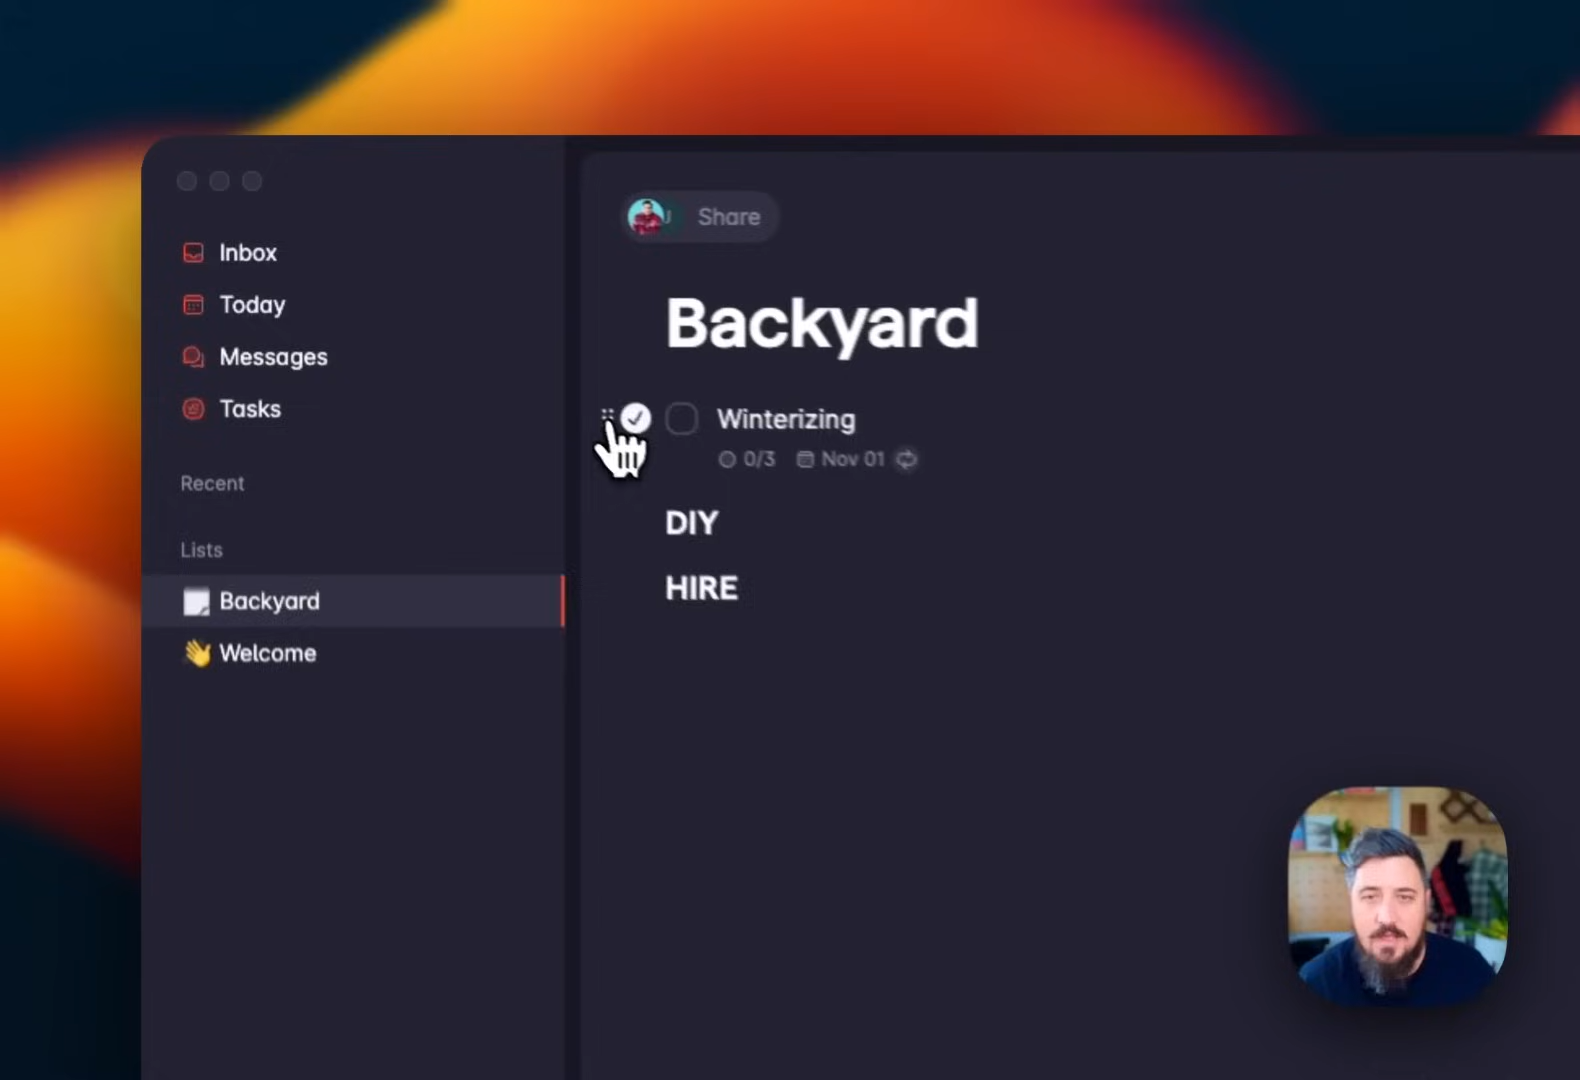 Inbox
Today
Messages
Tasks
Recent
Lists
Backyard
Welcome
Share
Backyard
Winterizing
0/3 Nov 01
DIY
HIRE